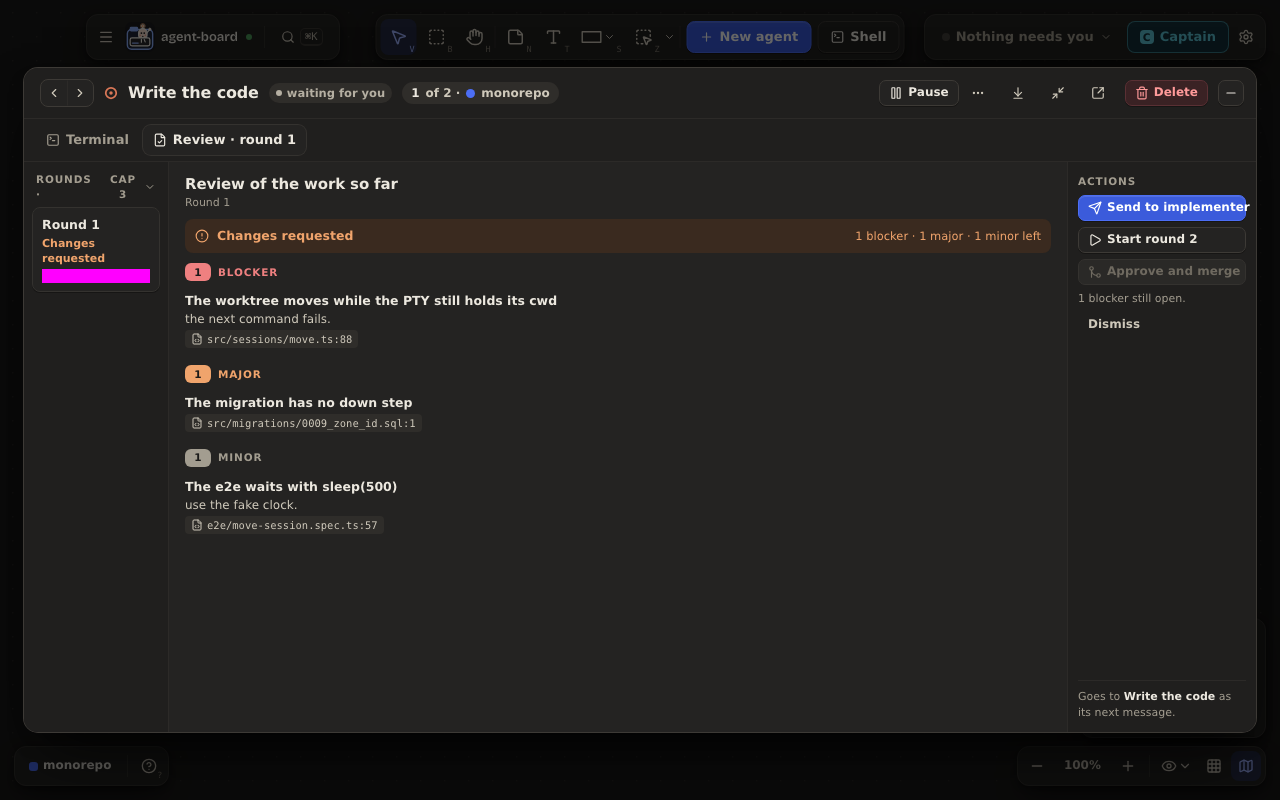 agent-board
⌘K
V
B
H
N
T
S
Z
New agent
Shell
Nothing needs you
C Captain
Write the code
waiting for you
1 of 2 · monorepo
Pause
Delete
Terminal
Review · round 1
ROUNDS ·
CAP 3
Round 1
Changes requested
Review of the work so far
Round 1
Changes requested
1 blocker · 1 major · 1 minor left
1 BLOCKER
The worktree moves while the PTY still holds its cwd
the next command fails.
src/sessions/move.ts:88
1 MAJOR
The migration has no down step
src/migrations/0009_zone_id.sql:1
1 MINOR
The e2e waits with sleep(500)
use the fake clock.
e2e/move-session.spec.ts:57
ACTIONS
Send to implementer
Start round 2
Approve and merge
1 blocker still open.
Dismiss
Goes to Write the code as
its next message.
monorepo
?
100%